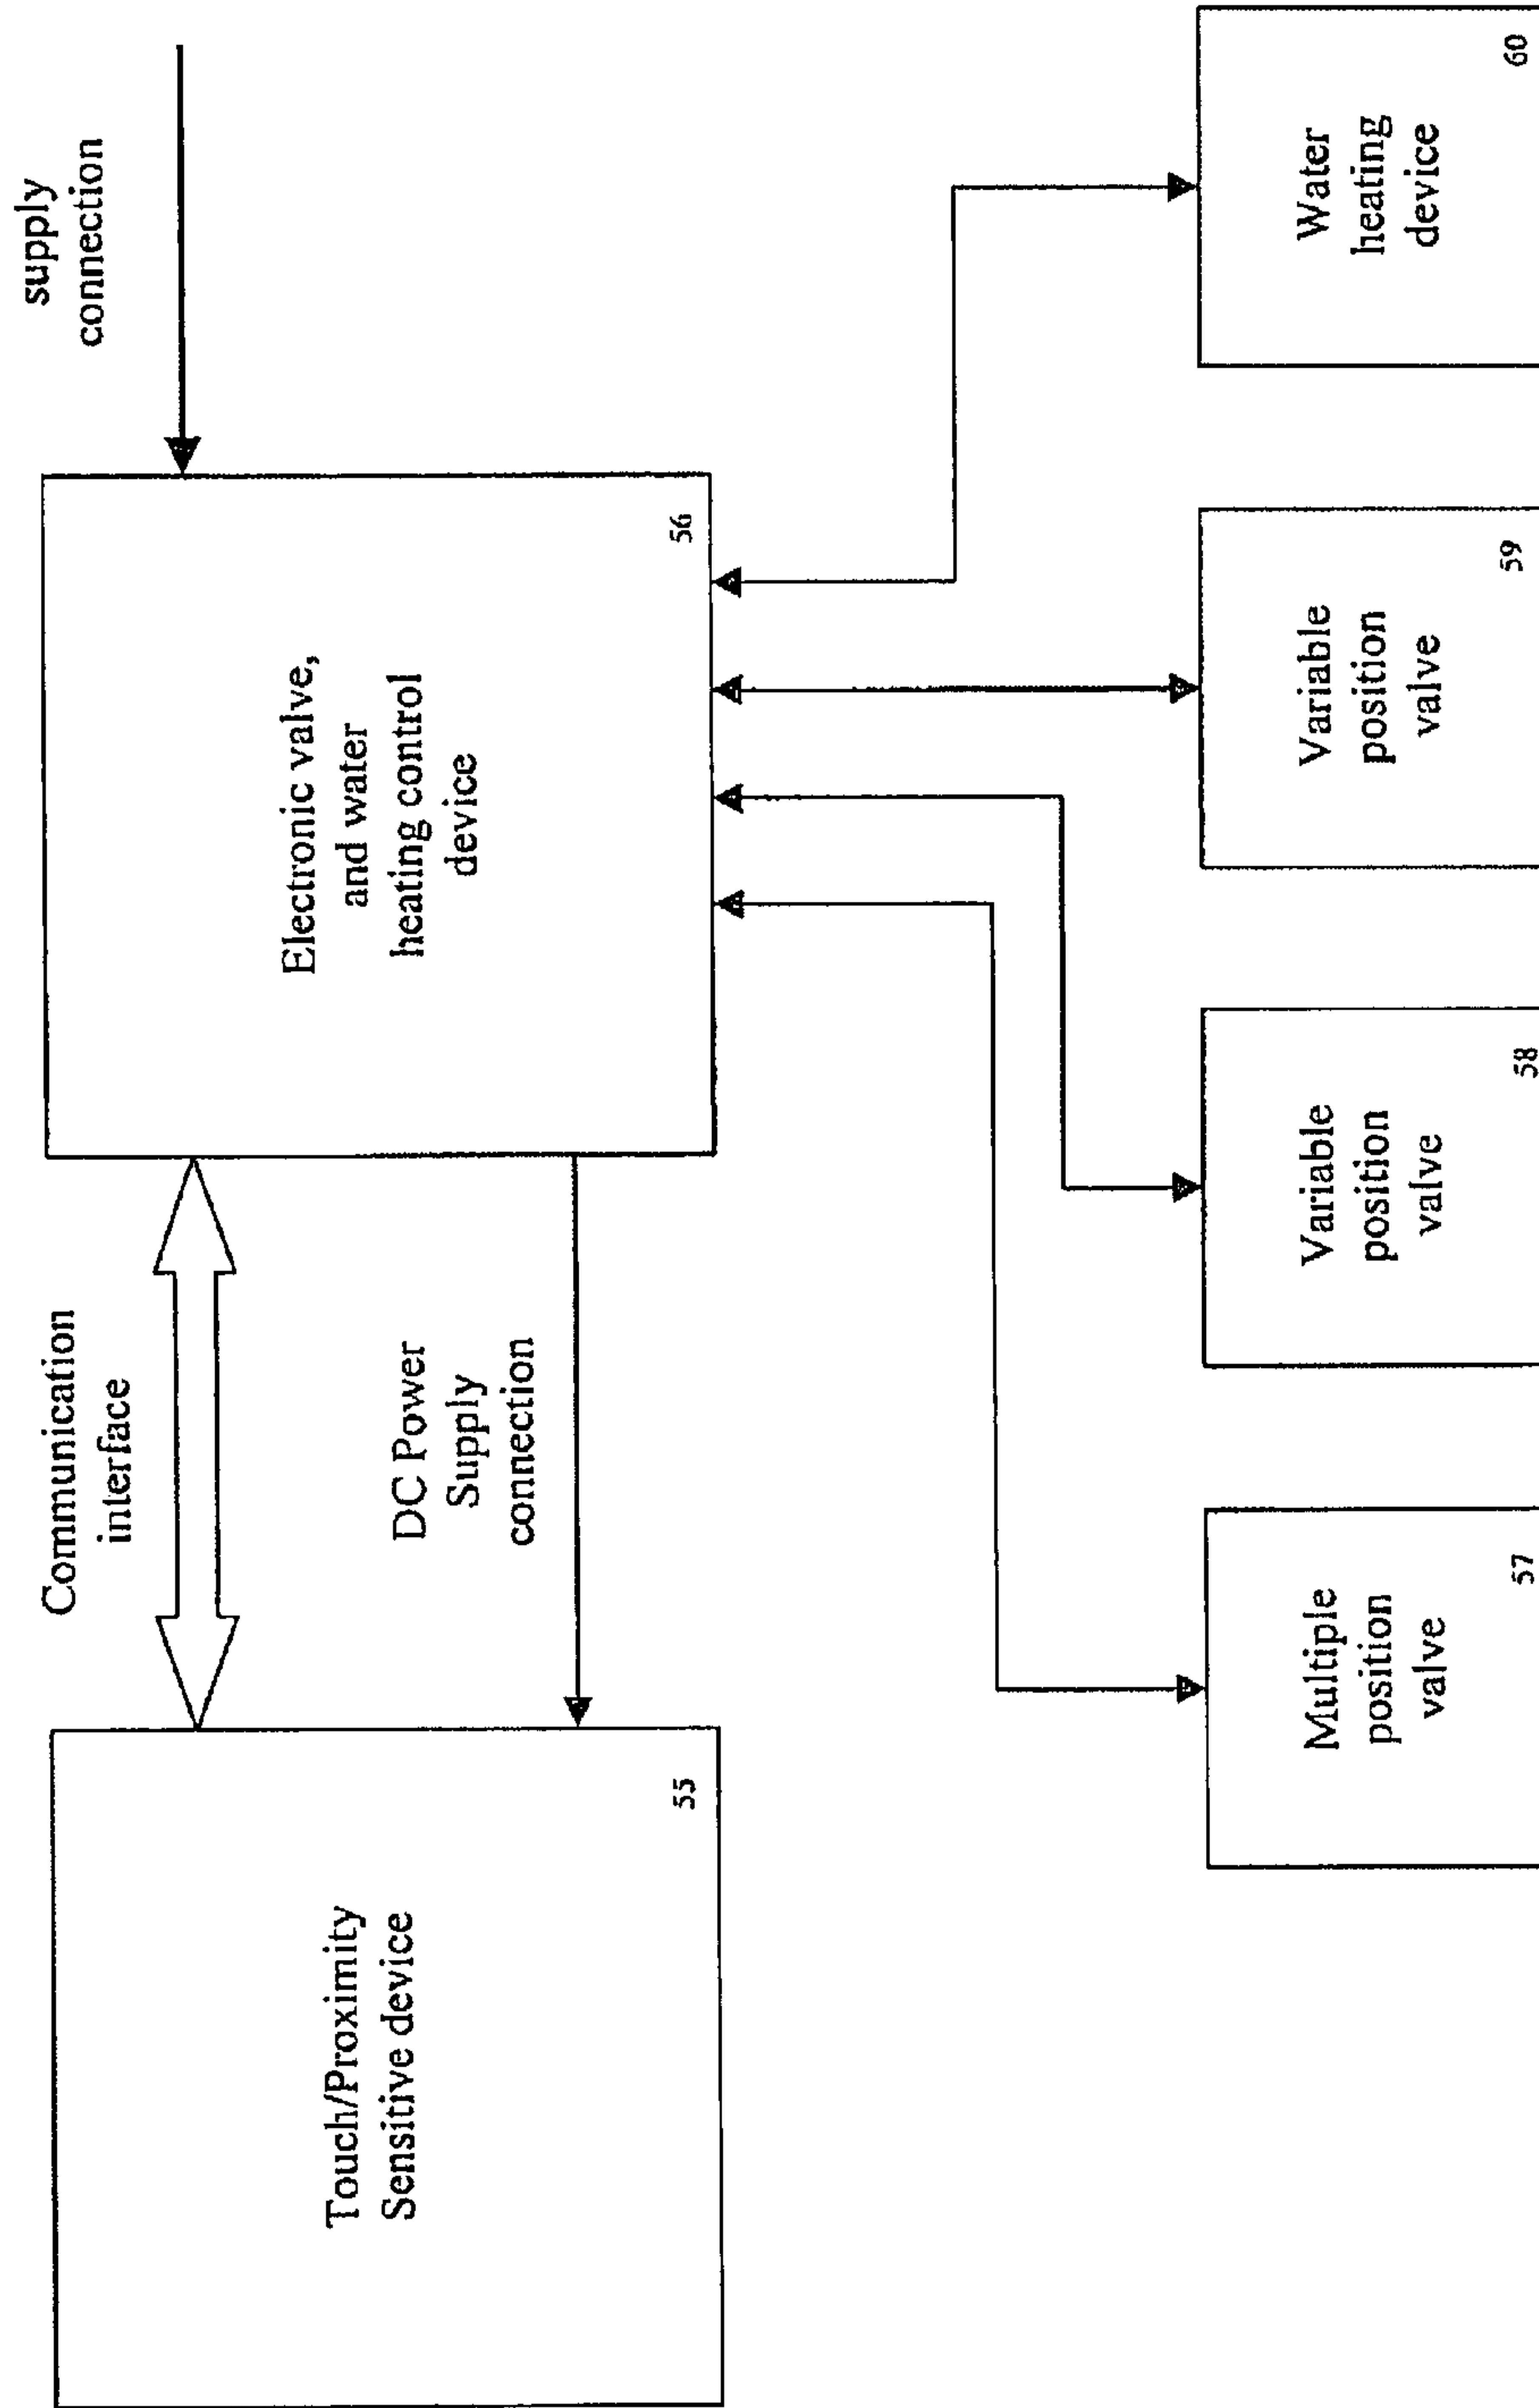 Communication
interface
supply
connection
Touch/Proximity
Sensitive device
55
DC Power
Supply
connection
Electronic valve,
and water
heating control
device
56
Multiple
position
valve
57
Variable
position
valve
58
Variable
position
valve
59
Water
heating
device
60